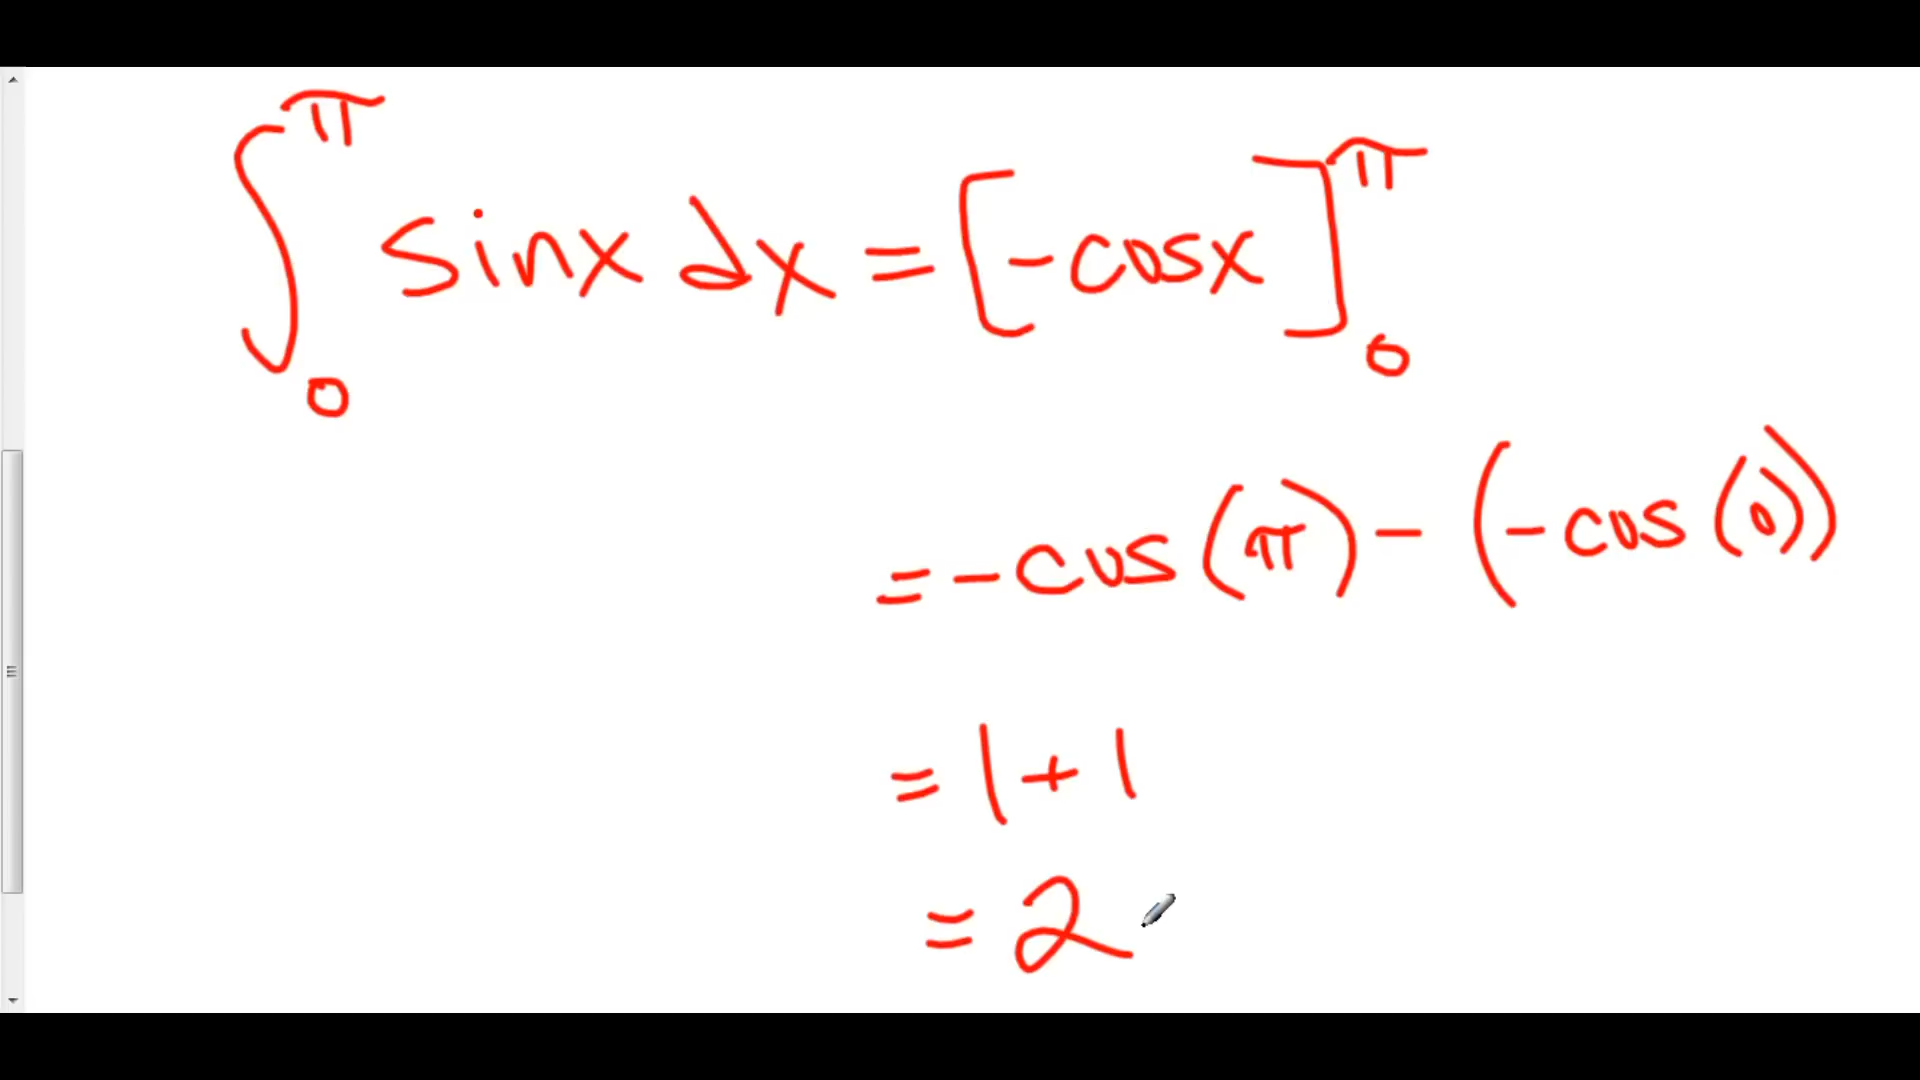 ∫₀^π sinx dx = [-cosx]₀^π
= -cos(π) - (-cos(0))
= 1 + 1
= 2